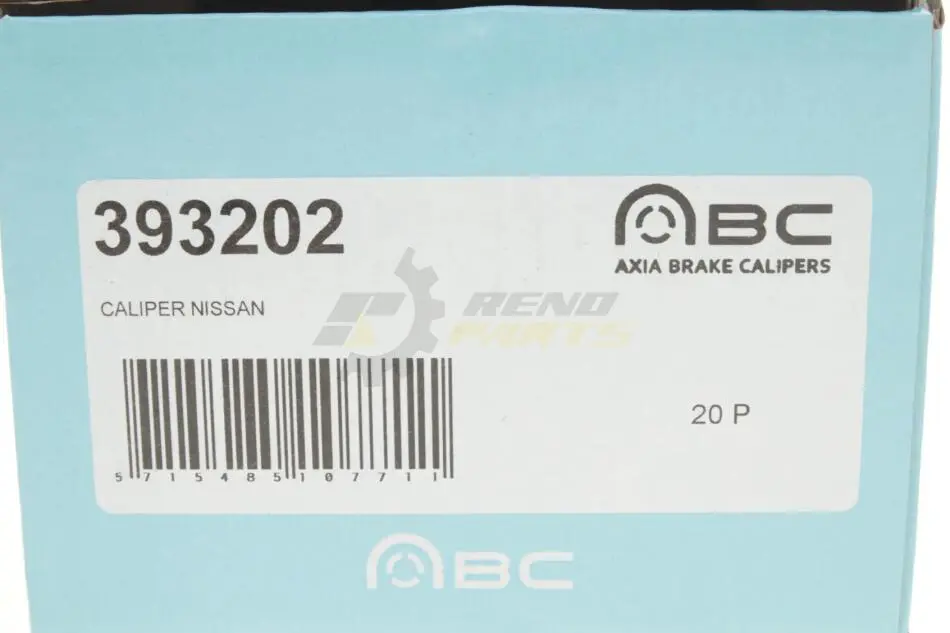 393202
ABC
AXIA BRAKE CALIPERS
CALIPER NISSAN
RENO
PARTS
20 P
5715485107711
ABC